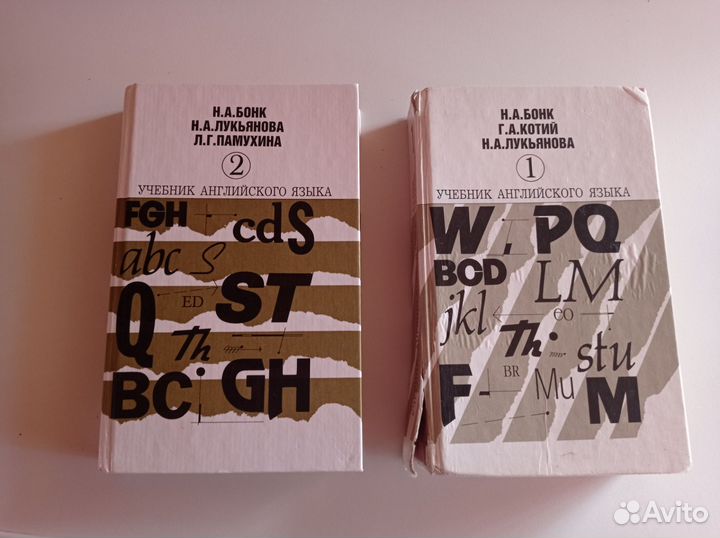 Н.А.БОНК
Н.А.ЛУКЬЯНОВА
Л.Г.ПАМУХИНА
2
УЧЕБНИК АНГЛИЙСКОГО ЯЗЫКА
FGH cdS
abc S
Q ED ST
Th
BC GH
Н.А.БОНК
Г.А.КОТИЙ
Н.А.ЛУКЬЯНОВА
1
УЧЕБНИК АНГЛИЙСКОГО ЯЗЫКА
W. PQ
BCD LM
jkl EO
Th stu
BR
F- Mu M
Avito